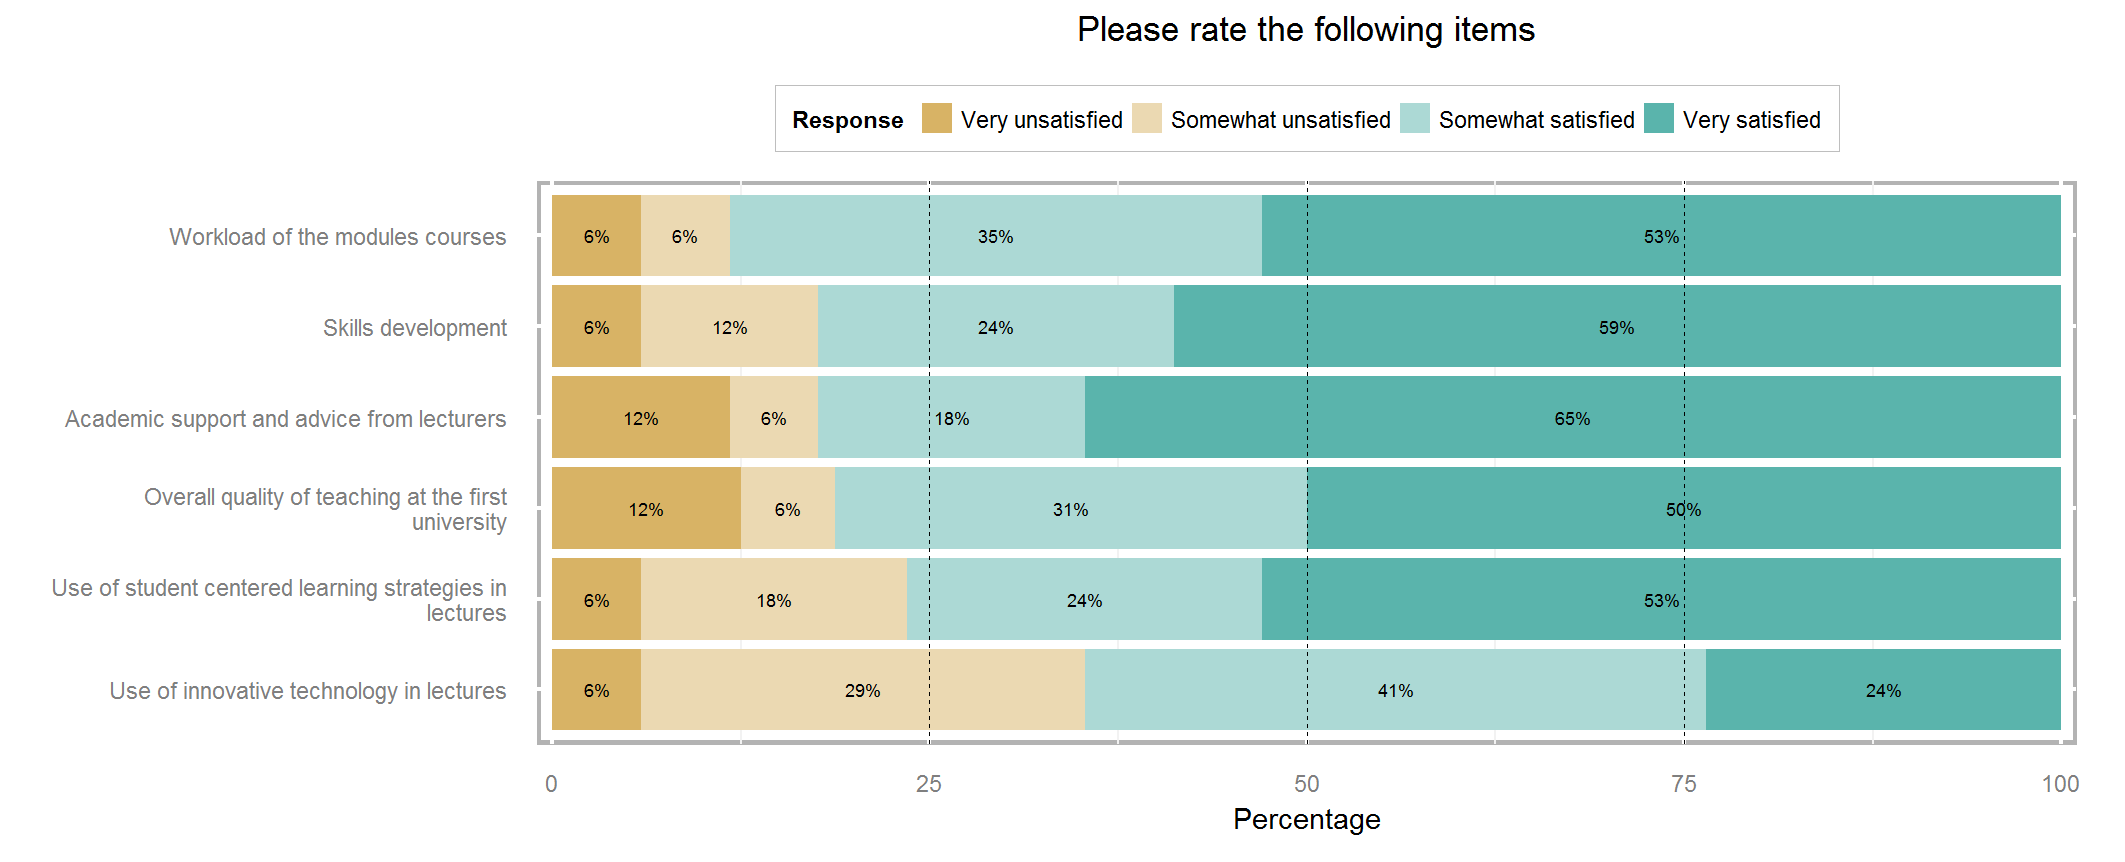 Please rate the following items
Response Very unsatisfied Somewhat unsatisfied Somewhat satisfied Very satisfied
Workload of the modules courses 6% 6% 35% 53%
Skills development 6% 12% 24% 59%
Academic support and advice from lecturers 12% 6% 18% 65%
Overall quality of teaching at the first
university 12% 6% 31% 50%
Use of student centered learning strategies in
lectures 6% 18% 24% 53%
Use of innovative technology in lectures 6% 29% 41% 24%
0 25 50 75 100
Percentage